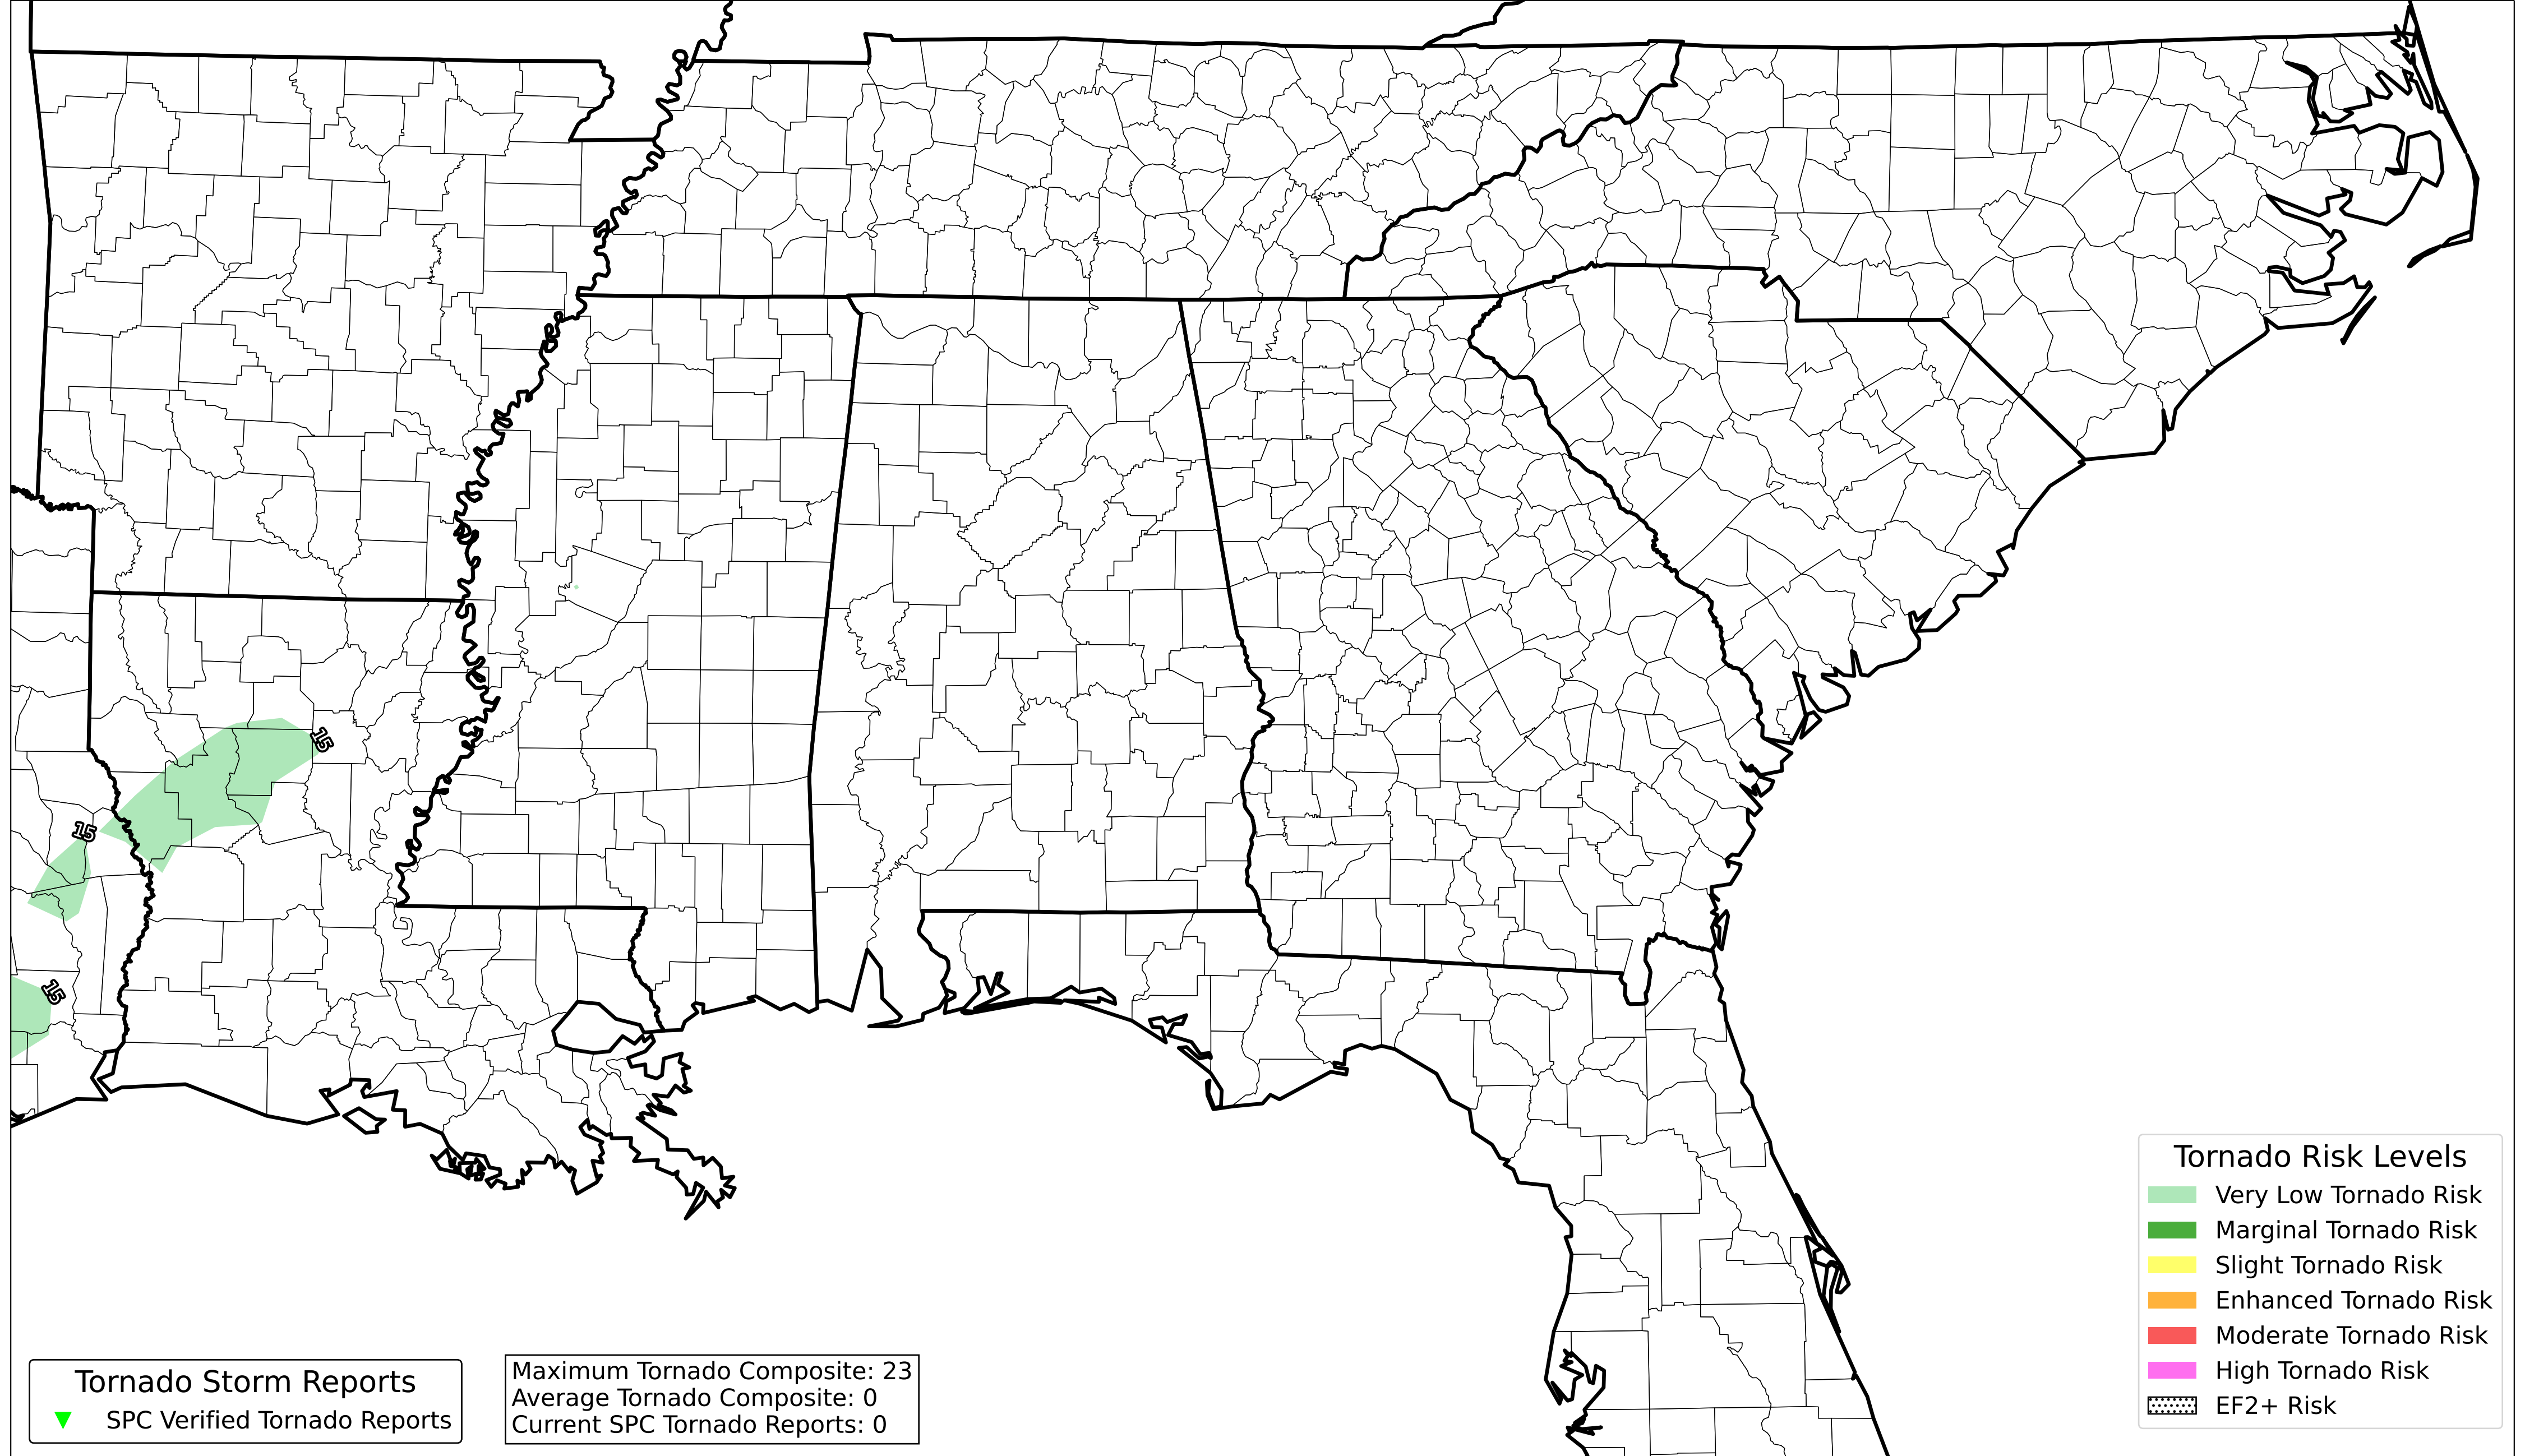 15
15
15
Tornado Storm Reports
SPC Verified Tornado Reports
Maximum Tornado Composite: 23
Average Tornado Composite: 0
Current SPC Tornado Reports: 0
Tornado Risk Levels
Very Low Tornado Risk
Marginal Tornado Risk
Slight Tornado Risk
Enhanced Tornado Risk
Moderate Tornado Risk
High Tornado Risk
EF2+ Risk